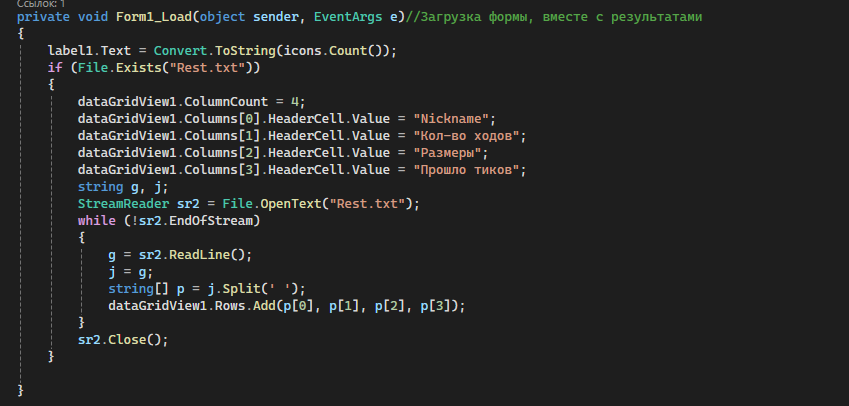 Ссылок: 1
private void Form1_Load(object sender, EventArgs e)//Загрузка формы, вместе с результатами
{
label1.Text = Convert.ToString(icons.Count());
if (File.Exists("Rest.txt"))
{
dataGridView1.ColumnCount = 4;
dataGridView1.Columns[0].HeaderCell.Value = "Nickname";
dataGridView1.Columns[1].HeaderCell.Value = "Кол-во ходов";
dataGridView1.Columns[2].HeaderCell.Value = "Размеры";
dataGridView1.Columns[3].HeaderCell.Value = "Прошло тиков";
string g, j;
StreamReader sr2 = File.OpenText("Rest.txt");
while (!sr2.EndOfStream)
{
g = sr2.ReadLine();
j = g;
string[] p = j.Split(' ');
dataGridView1.Rows.Add(p[0], p[1], p[2], p[3]);
}
sr2.Close();
}
}